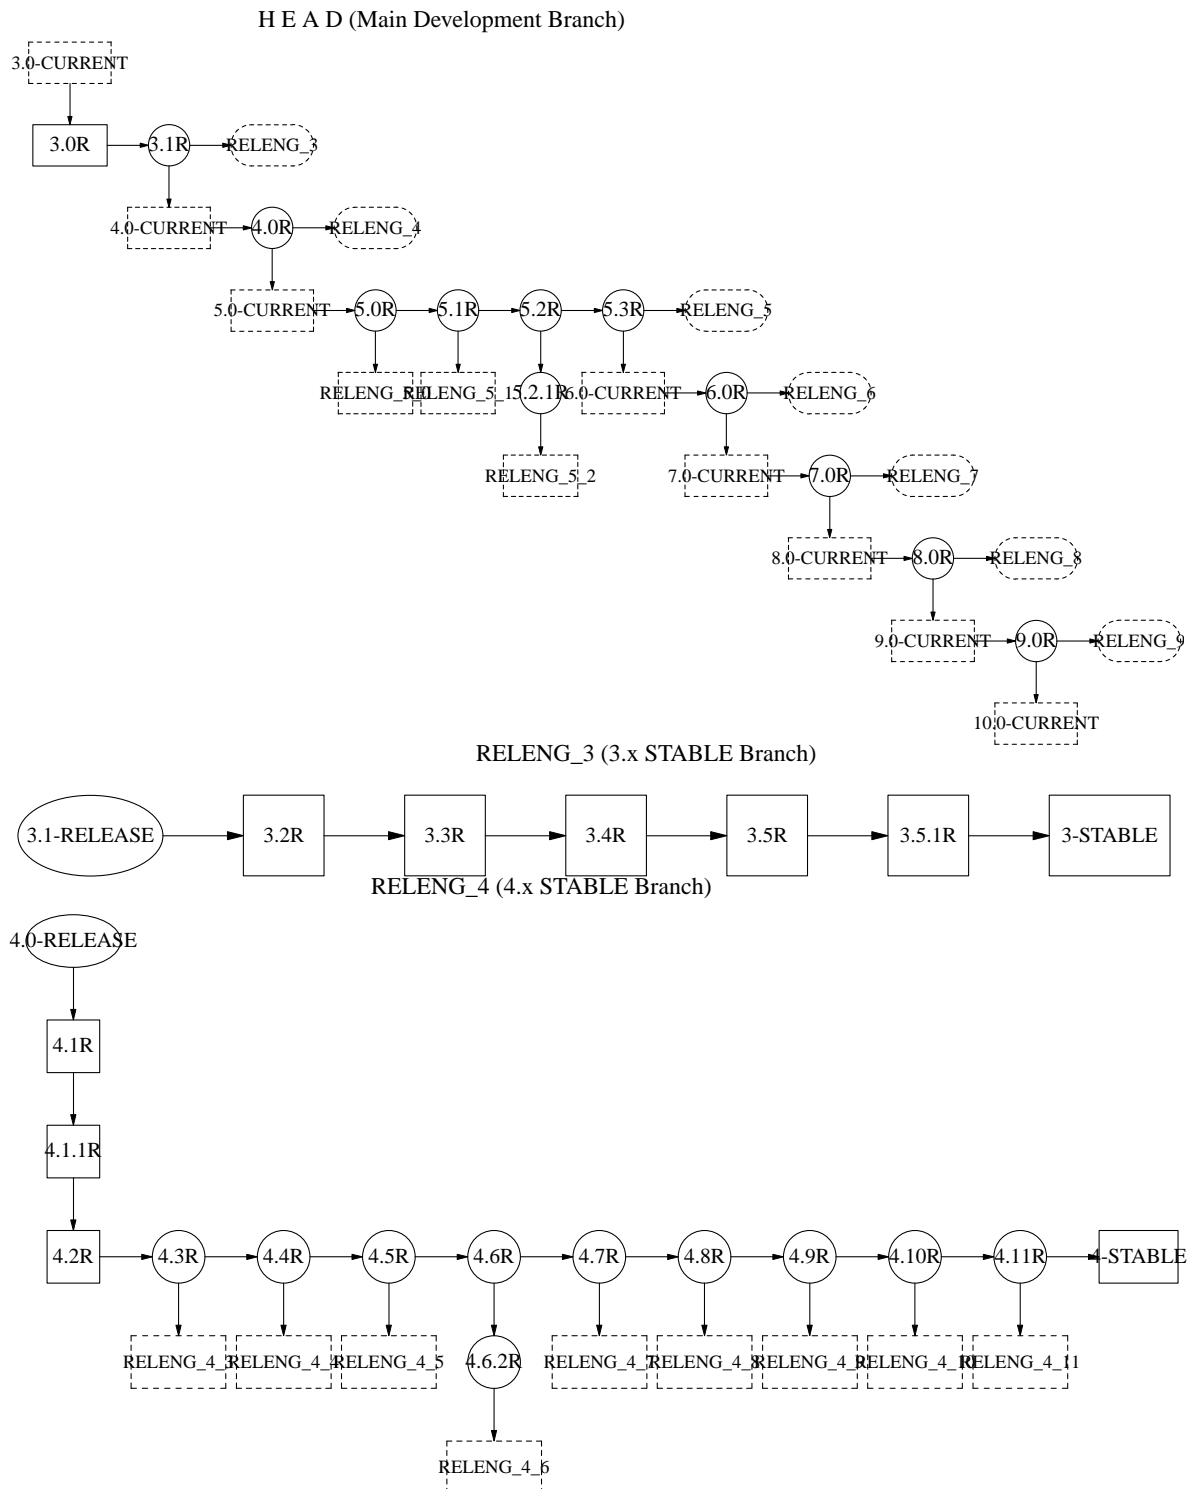 H E A D (Main Development Branch)
3.0-CURRENT
3.0R 3.1R RELENG_3
4.0-CURRENT 4.0R RELENG_4
5.0-CURRENT 5.0R 5.1R 5.2R 5.3R RELENG_5
RELENG_5_0 RELENG_5_1 5.2.1R 6.0-CURRENT 6.0R RELENG_6
RELENG_5_2 7.0-CURRENT 7.0R RELENG_7
8.0-CURRENT 8.0R RELENG_8
9.0-CURRENT 9.0R RELENG_9
10.0-CURRENT
RELENG_3 (3.x STABLE Branch)
3.1-RELEASE 3.2R 3.3R 3.4R 3.5R 3.5.1R 3-STABLE
RELENG_4 (4.x STABLE Branch)
4.0-RELEASE
4.1R
4.1.1R
4.2R 4.3R 4.4R 4.5R 4.6R 4.7R 4.8R 4.9R 4.10R 4.11R 4-STABLE
RELENG_4_3 RELENG_4_4 RELENG_4_5 4.6.2R RELENG_4_7 RELENG_4_8 RELENG_4_9 RELENG_4_10 RELENG_4_11
RELENG_4_6